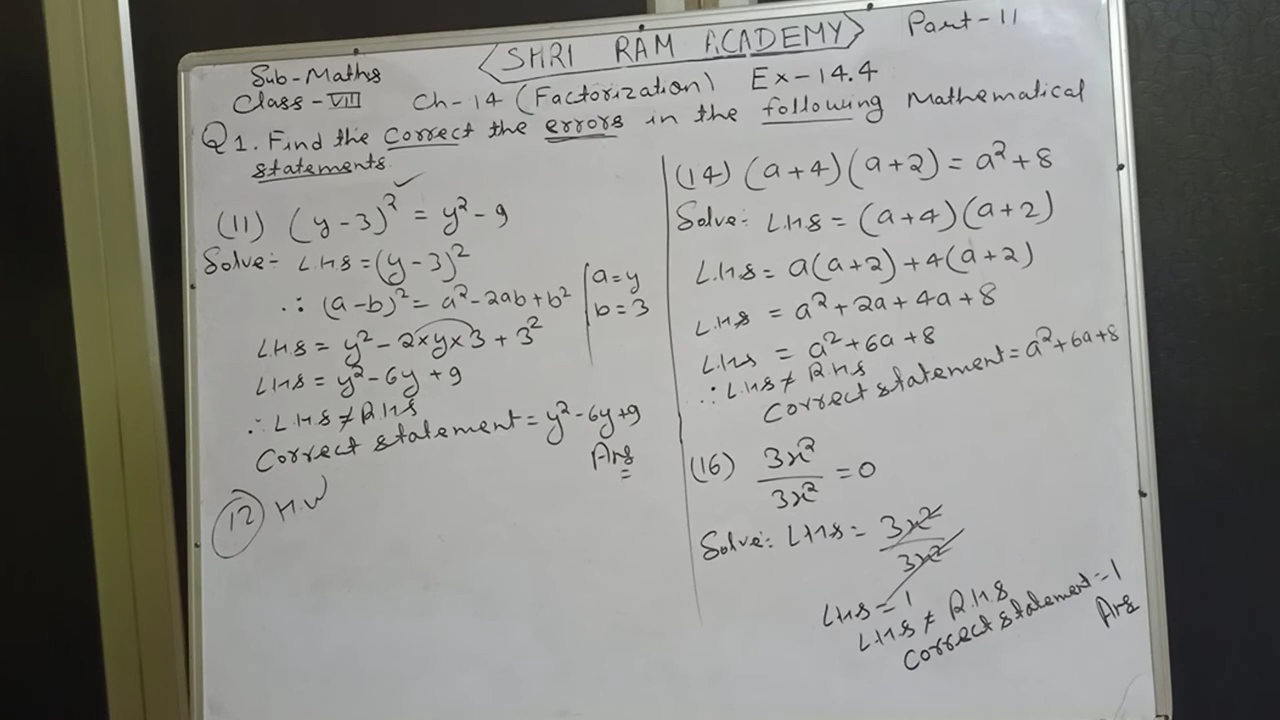 SHRI RAM ACADEMY Part-11
Sub-Maths
Class-VIII Ch-14 (Factorization) Ex-14.4
Q1. Find the correct the errors in the following Mathematical
statements.
(11) (y-3)² = y²-9
Solve:- L.H.S = (y-3)²
∴ (a-b)² = a²-2ab+b² a=y
b=3
L.H.S = y²-2×y×3+3²
L.H.S = y²-6y+9
∴ L.H.S ≠ R.H.S
Correct statement = y²-6y+9
Ans
(12) H.W
(14) (a+4)(a+2) = a²+8
Solve:- L.H.S = (a+4)(a+2)
L.H.S = a(a+2)+4(a+2)
L.H.S = a²+2a+4a+8
L.H.S = a²+6a+8
∴ L.H.S ≠ R.H.S
Correct statement = a²+6a+8
(16) 3x²/3x² = 0
Solve:- L.H.S = 3x²/3x²
L.H.S = 1
L.H.S ≠ R.H.S
Correct statement = 1
Ans